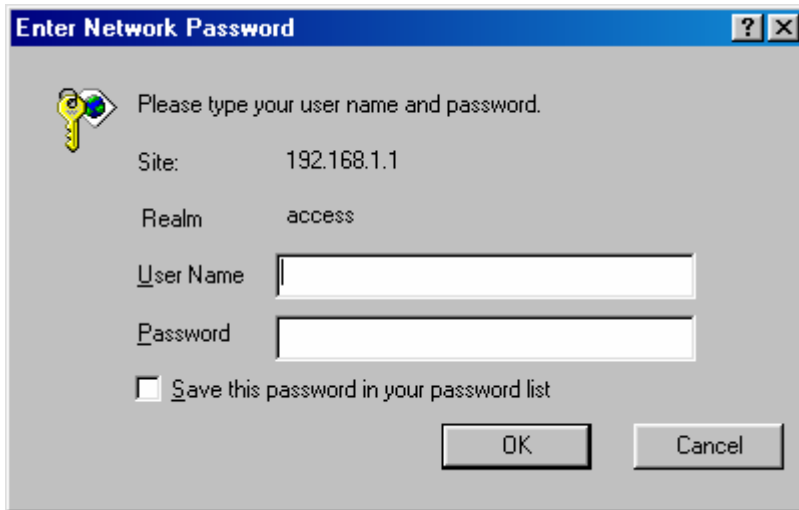 Enter Network Password
Please type your user name and password.
Site: 192.168.1.1
Realm access
User Name
Password
Save this password in your password list
OK Cancel